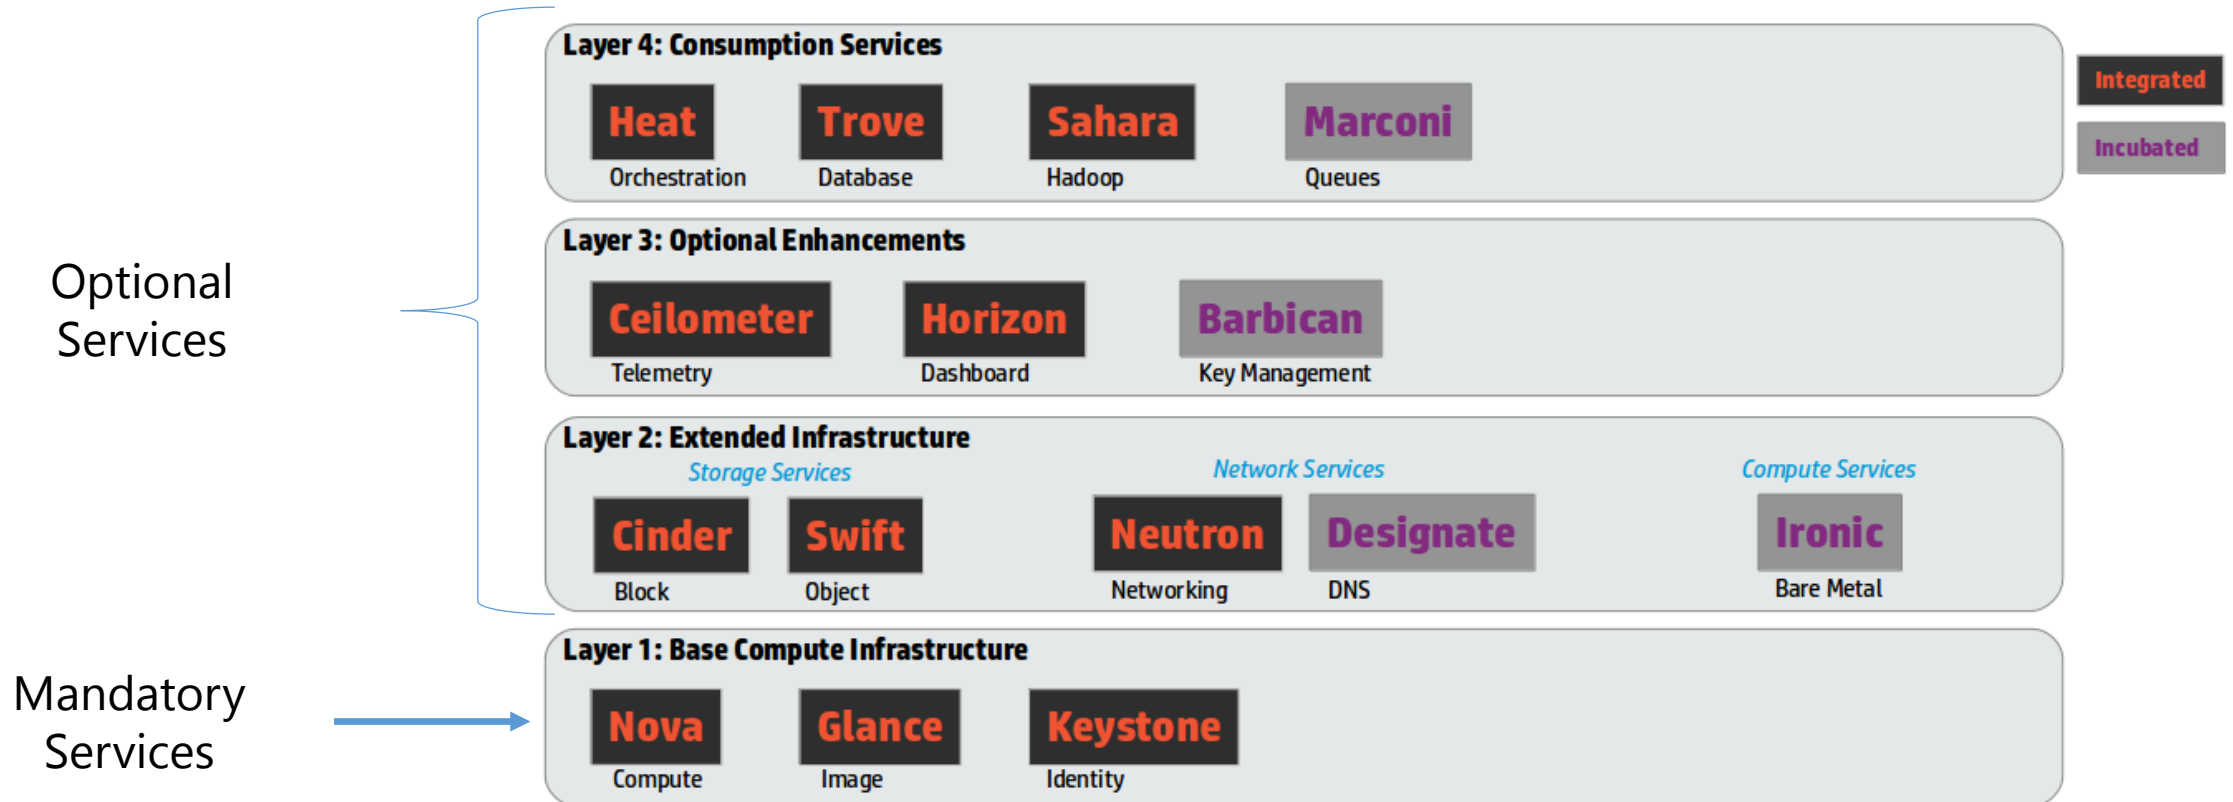 Layer 4: Consumption Services
Heat Trove Sahara Marconi
Orchestration Database Hadoop Queues
Integrated
Incubated
Layer 3: Optional Enhancements
Ceilometer Horizon Barbican
Telemetry Dashboard Key Management
Optional
Services
Layer 2: Extended Infrastructure
Storage Services Network Services Compute Services
Cinder Swift Neutron Designate Ironic
Block Object Networking DNS Bare Metal
Layer 1: Base Compute Infrastructure
Nova Glance Keystone
Compute Image Identity
Mandatory
Services